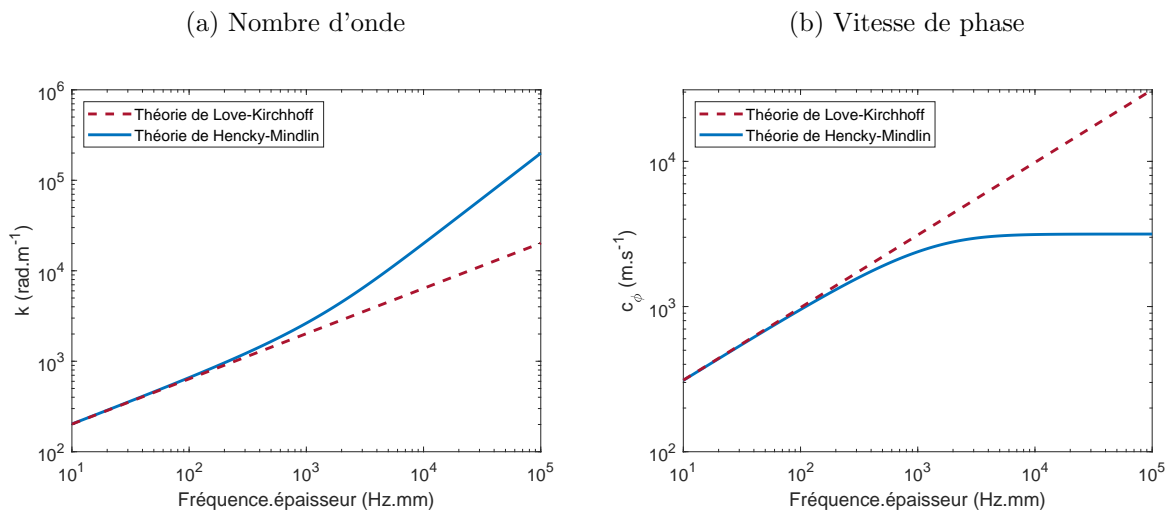 (a) Nombre d'onde
10^6
10^5
10^4
10^3
10^2
k (rad.m^-1)
Théorie de Love-Kirchhoff
Théorie de Hencky-Mindlin
10^1 10^2 10^3 10^4 10^5
Fréquence.épaisseur (Hz.mm)
(b) Vitesse de phase
10^4
10^3
10^2
c_ϕ (m.s^-1)
Théorie de Love-Kirchhoff
Théorie de Hencky-Mindlin
10^1 10^2 10^3 10^4 10^5
Fréquence.épaisseur (Hz.mm)